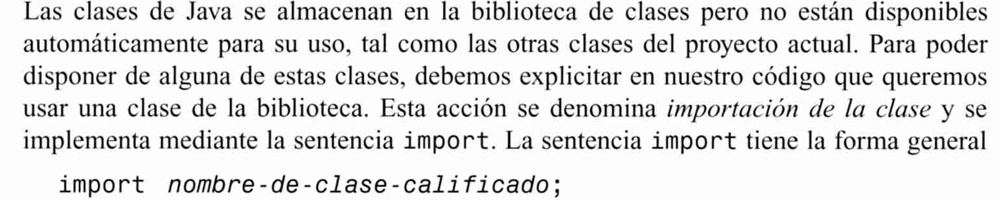 Las clases de Java se almacenan en la biblioteca de clases pero no están disponibles
automáticamente para su uso, tal como las otras clases del proyecto actual. Para poder
disponer de alguna de estas clases, debemos explicitar en nuestro código que queremos
usar una clase de la biblioteca. Esta acción se denomina importación de la clase y se
implementa mediante la sentencia import. La sentencia import tiene la forma general
import nombre-de-clase-calificado;